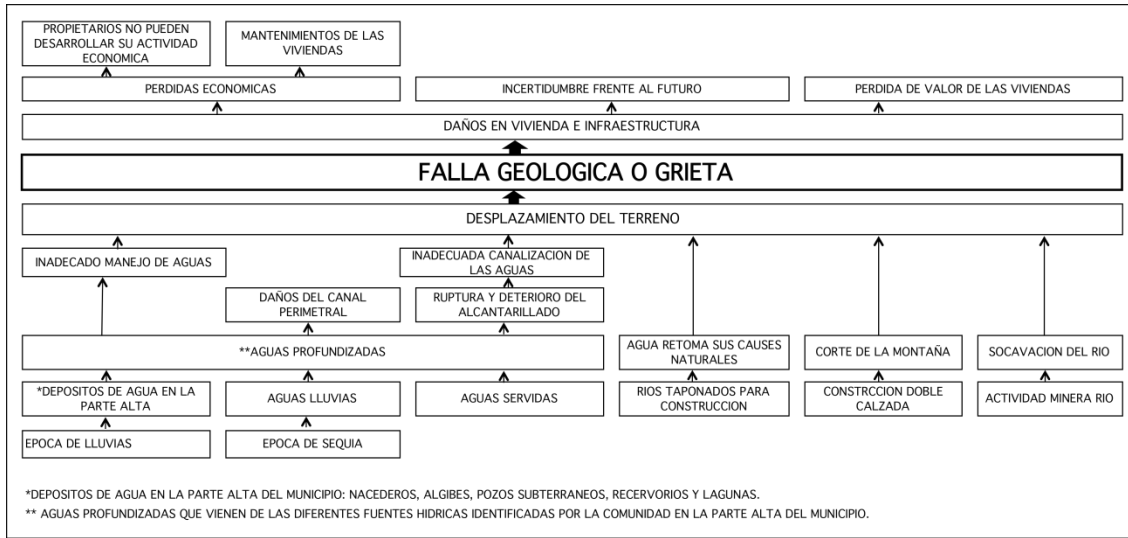 PROPIETARIOS NO PUEDEN
DESARROLLAR SU ACTIVIDAD
ECONOMICA
MANTENIMIENTOS DE LAS
VIVIENDAS
PERDIDAS ECONOMICAS
INCERTIDUMBRE FRENTE AL FUTURO
PERDIDA DE VALOR DE LAS VIVIENDAS
DAÑOS EN VIVIENDA E INFRAESTRUCTURA
FALLA GEOLOGICA O GRIETA
DESPLAZAMIENTO DEL TERRENO
INADECADO MANEJO DE AGUAS
INADECUADA CANALIZACION DE
LAS AGUAS
DAÑOS DEL CANAL
PERIMETRAL
RUPTURA Y DETERIORO DEL
ALCANTARILLADO
**AGUAS PROFUNDIZADAS
AGUA RETOMA SUS CAUSES
NATURALES
CORTE DE LA MONTAÑA
SOCAVACION DEL RIO
*DEPOSITOS DE AGUA EN LA
PARTE ALTA
AGUAS LLUVIAS
AGUAS SERVIDAS
RIOS TAPONADOS PARA
CONSTRUCCION
CONSTRCCION DOBLE
CALZADA
ACTIVIDAD MINERA RIO
EPOCA DE LLUVIAS
EPOCA DE SEQUIA
*DEPOSITOS DE AGUA EN LA PARTE ALTA DEL MUNICIPIO: NACEDEROS, ALGIBES, POZOS SUBTERRANEOS, RECERVORIOS Y LAGUNAS.
** AGUAS PROFUNDIZADAS QUE VIENEN DE LAS DIFERENTES FUENTES HIDRICAS IDENTIFICADAS POR LA COMUNIDAD EN LA PARTE ALTA DEL MUNICIPIO.